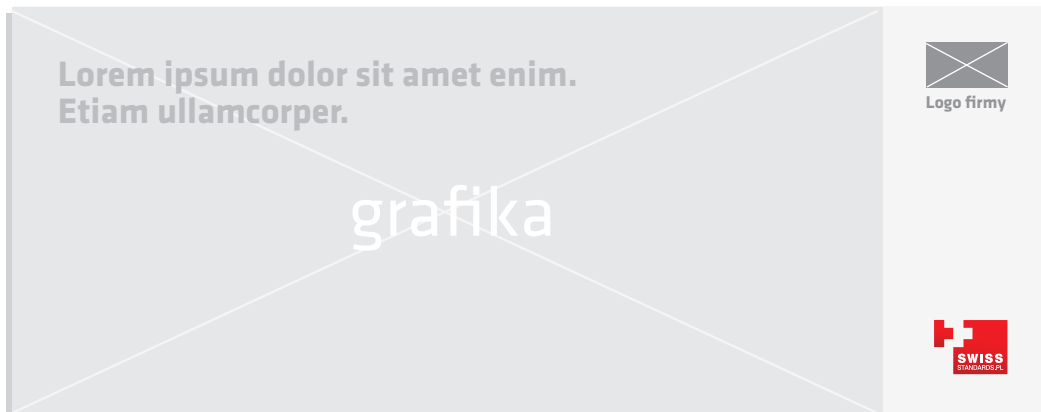 Lorem ipsum dolor sit amet enim.
Etiam ullamcorper.
grafika
Logo firmy
SWISS
STANDARDS.PL